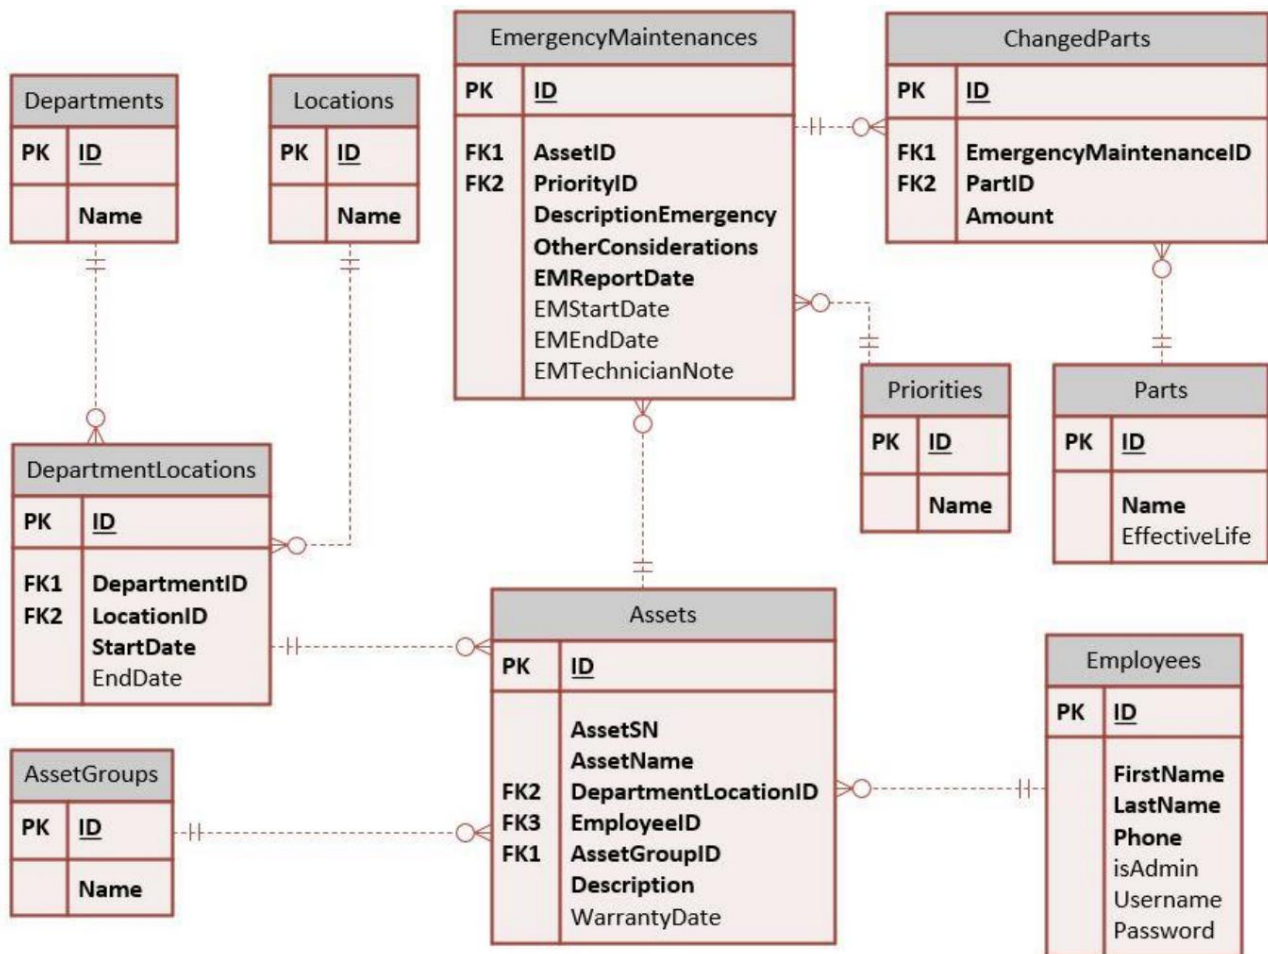 EmergencyMaintenances
PK ID
FK1 AssetID
FK2 PriorityID
DescriptionEmergency
OtherConsiderations
EMReportDate
EMStartDate
EMEndDate
EMTechnicianNote
ChangedParts
PK ID
FK1 EmergencyMaintenanceID
FK2 PartID
Amount
Departments
PK ID
Name
Locations
PK ID
Name
Priorities
PK ID
Name
Parts
PK ID
Name
EffectiveLife
DepartmentLocations
PK ID
FK1 DepartmentID
FK2 LocationID
StartDate
EndDate
Assets
PK ID
AssetSN
AssetName
FK2 DepartmentLocationID
FK3 EmployeeID
FK1 AssetGroupID
Description
WarrantyDate
Employees
PK ID
FirstName
LastName
Phone
isAdmin
Username
Password
AssetGroups
PK ID
Name